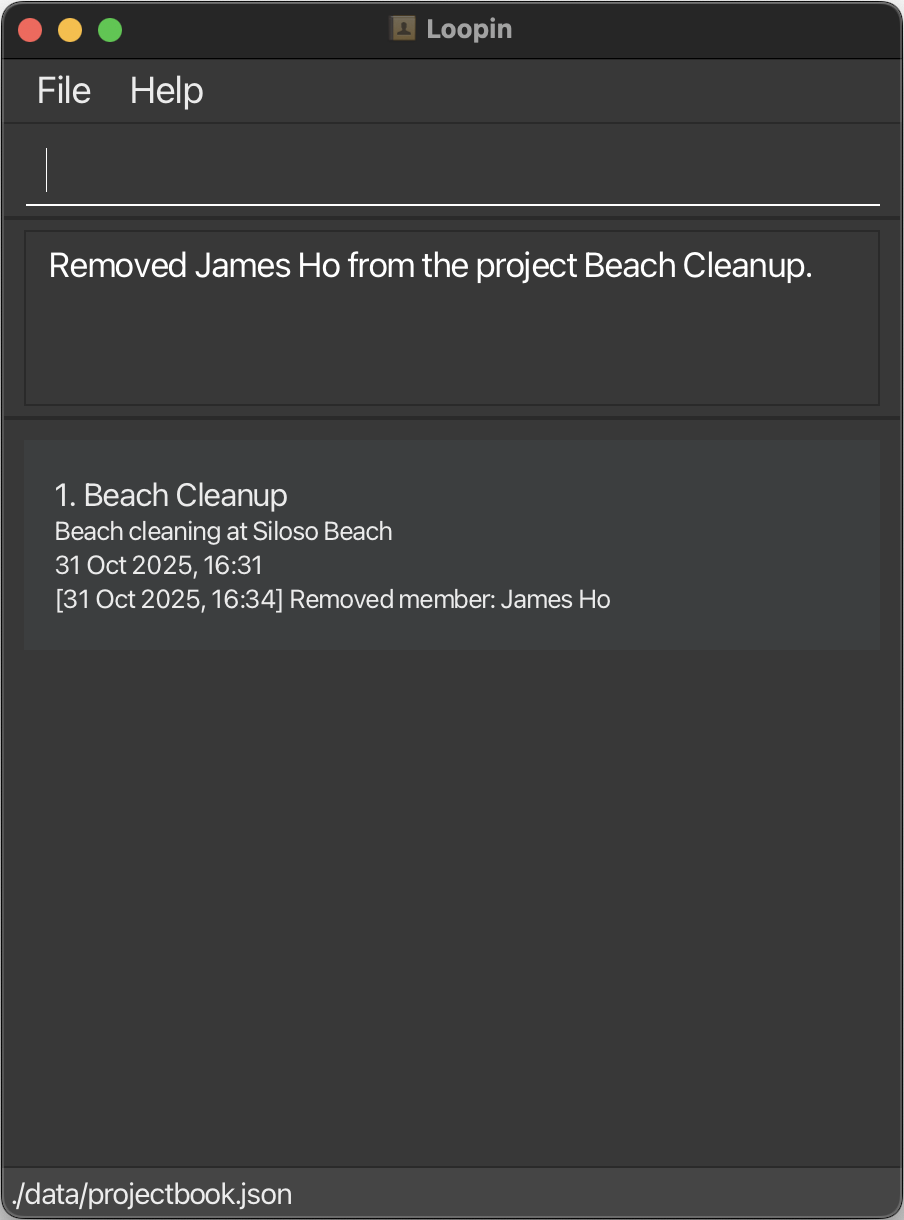 Loopin
File Help
Removed James Ho from the project Beach Cleanup.
1. Beach Cleanup
Beach cleaning at Siloso Beach
31 Oct 2025, 16:31
[31 Oct 2025, 16:34] Removed member: James Ho
./data/projectbook.json